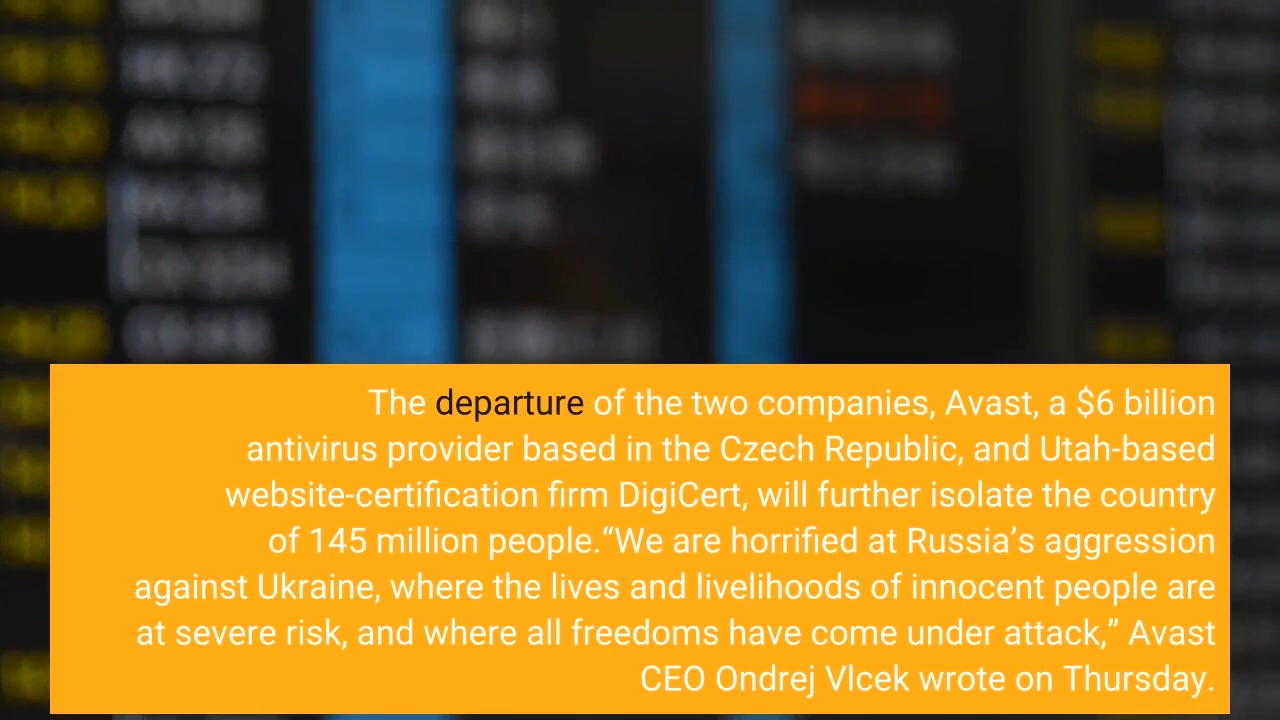 The departure of the two companies, Avast, a $6 billion
antivirus provider based in the Czech Republic, and Utah-based
website-certification firm DigiCert, will further isolate the country
of 145 million people.“We are horrified at Russia’s aggression
against Ukraine, where the lives and livelihoods of innocent people are
at severe risk, and where all freedoms have come under attack,” Avast
CEO Ondrej Vlcek wrote on Thursday.